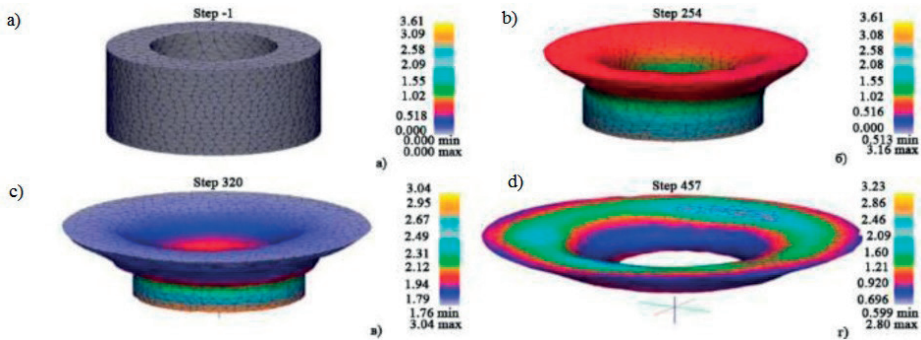 a)
Step -1
3.61
3.09
2.58
2.09
1.55
1.02
0.518
0.000
0.000 min
0.000 max
а)
b)
Step 254
3.61
3.08
2.58
2.08
1.55
1.02
0.516
0.000
0.513 min
3.16 max
б)
c)
Step 320
3.04
2.95
2.67
2.49
2.31
2.12
1.94
1.79
1.76 min
3.04 max
в)
d)
Step 457
3.23
2.86
2.46
2.09
1.60
1.21
0.920
0.696
0.599 min
2.80 max
г)